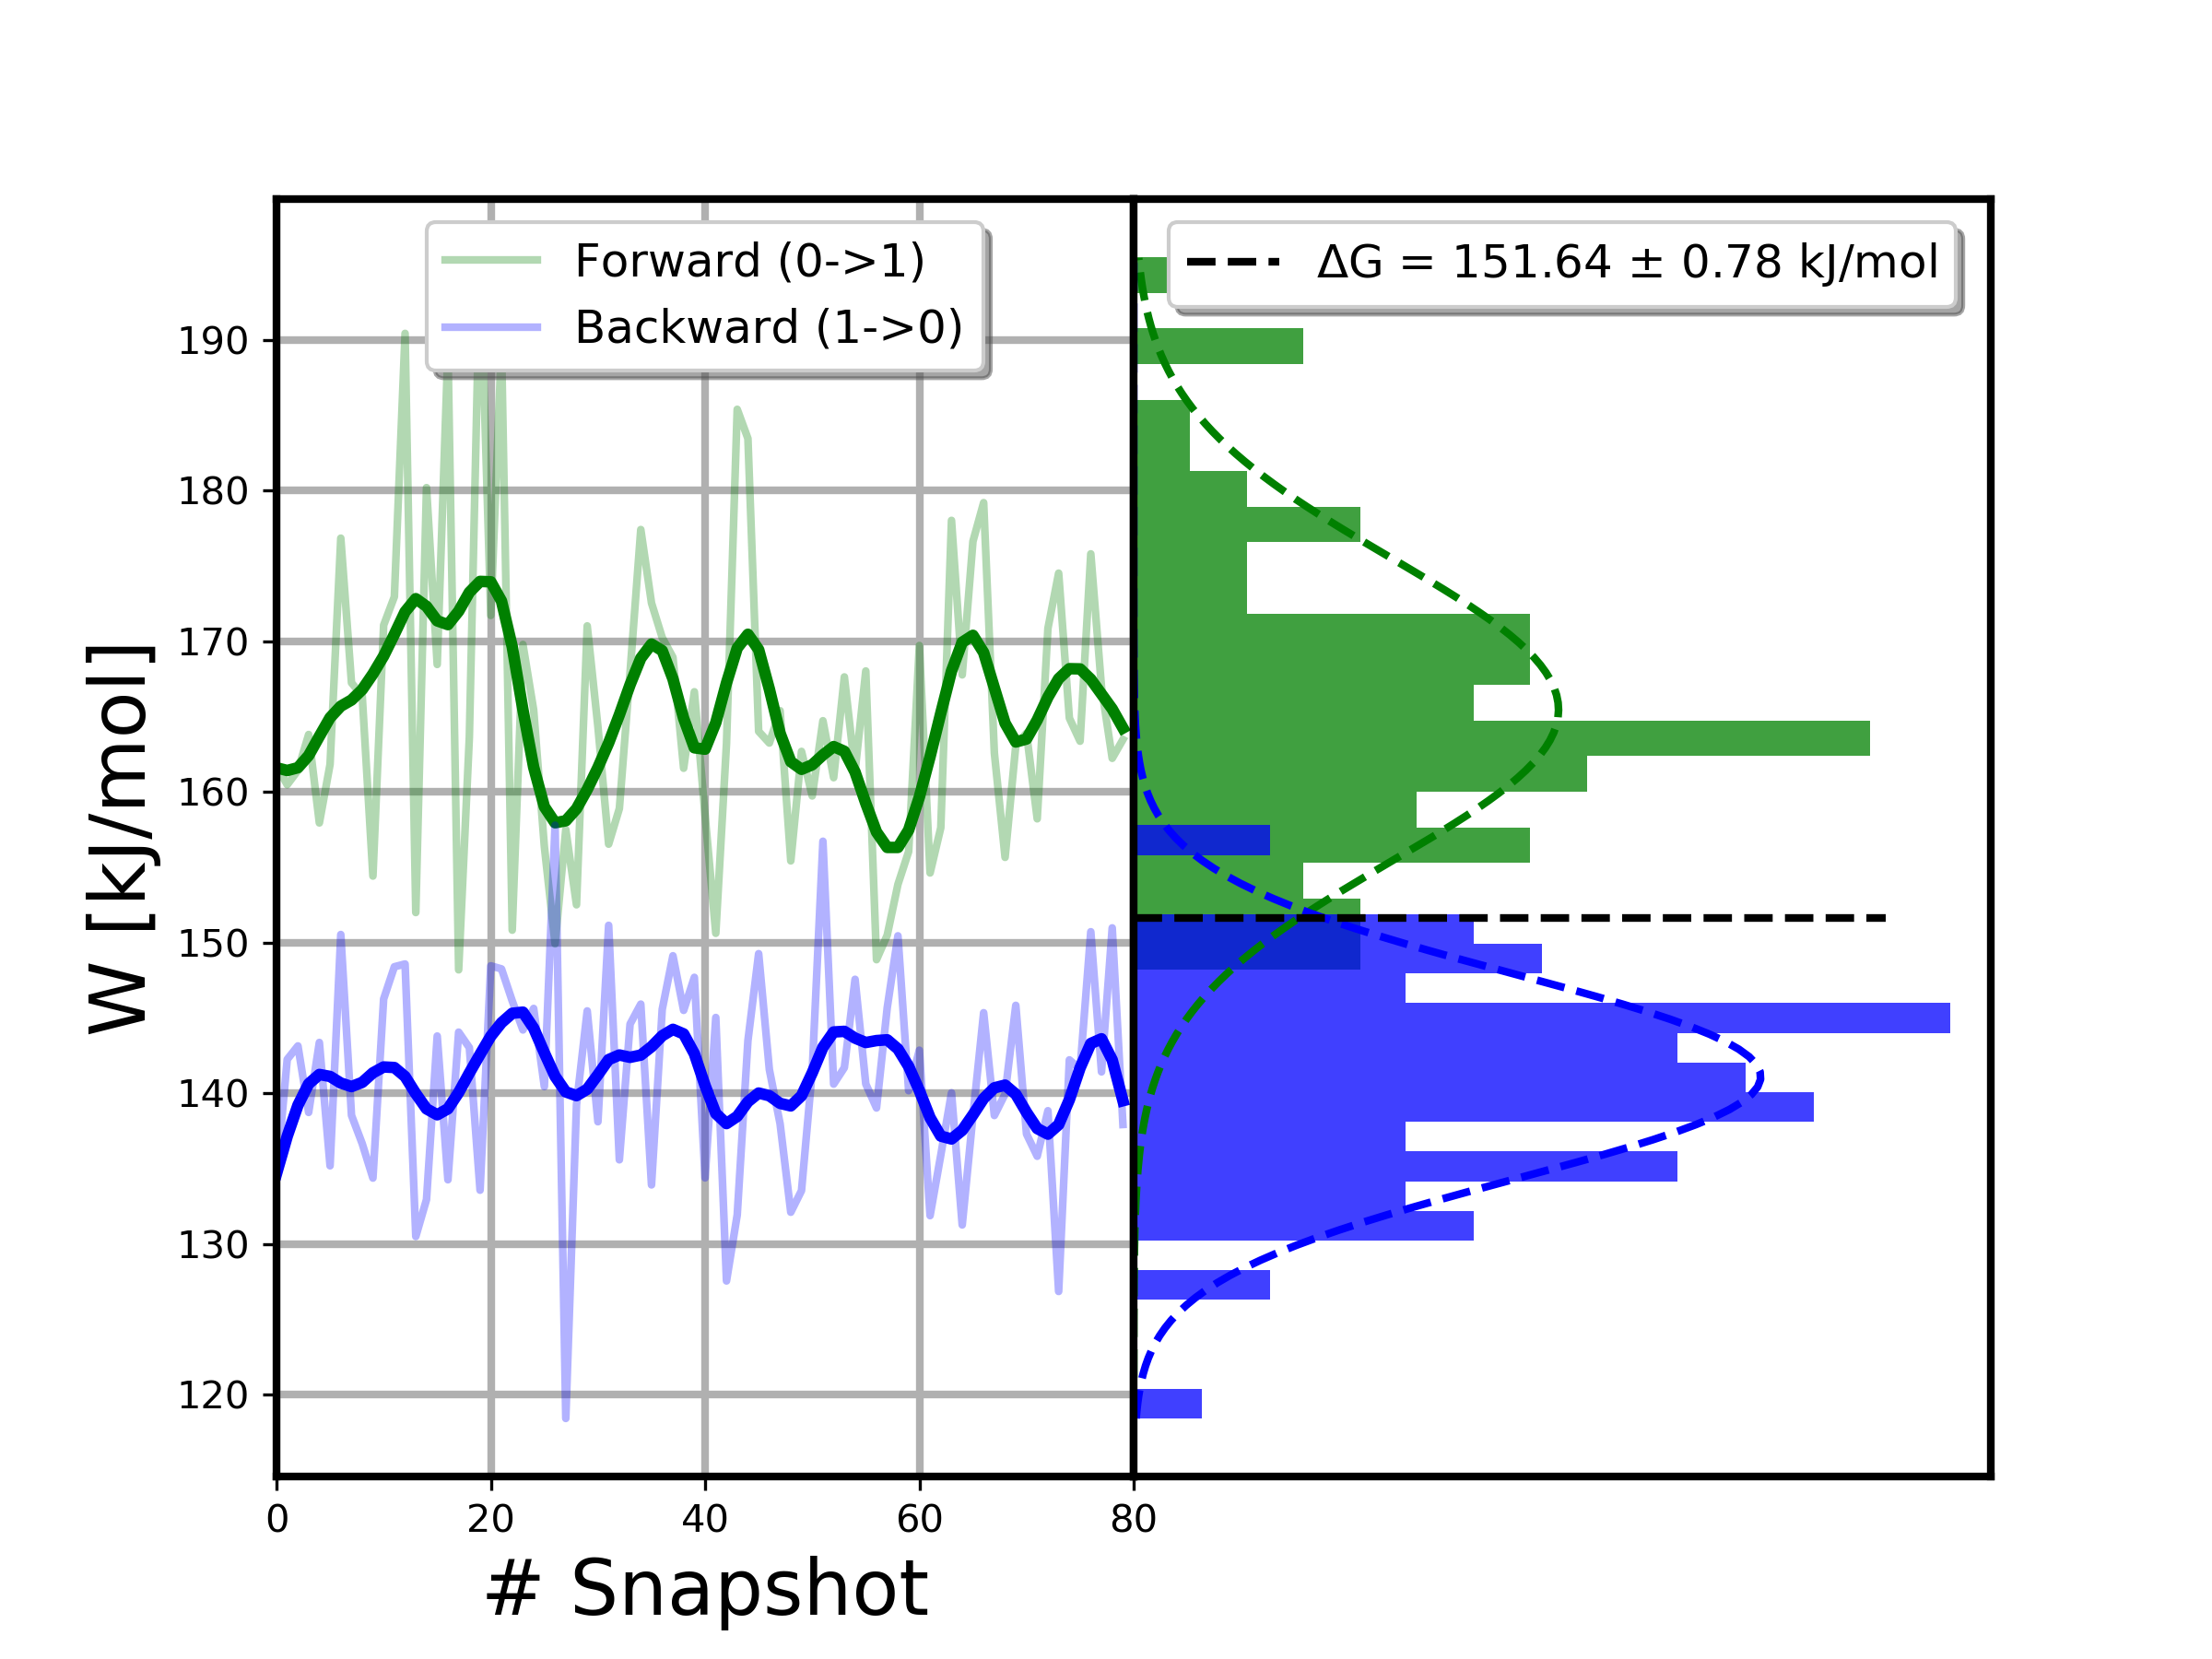 Forward (0->1)
Backward (1->0)
ΔG = 151.64 ± 0.78 kJ/mol
W [kJ/mol]
190
180
170
160
150
140
130
120
0 20 40 60 80
# Snapshot